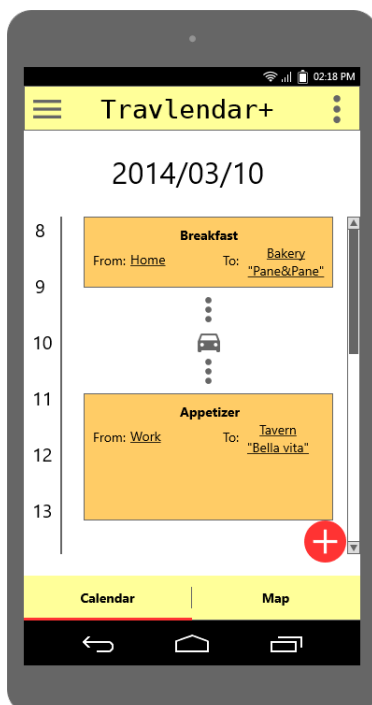 02:18 PM
Travlendar+
2014/03/10
8
Breakfast
From: Home To: Bakery
"Pane&Pane"
9
10
11
Appetizer
From: Work To: Tavern
"Bella vita"
12
13
Calendar Map